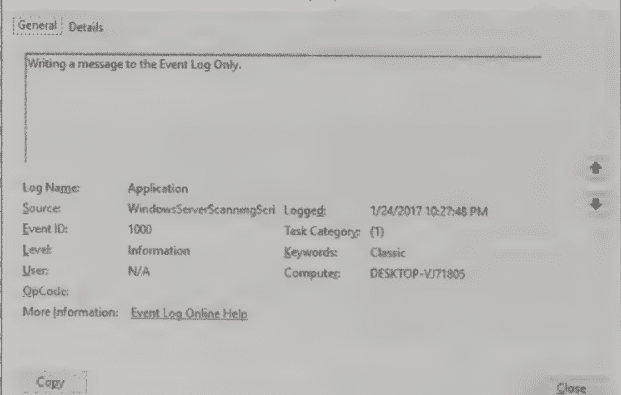 General Details
Writing a message to the Event Log Only.
Log Name: Application
Source: WindowsServerScanningScri Logged: 1/24/2017 10:27:48 PM
Event ID: 1000 Task Category: (1)
Level: Information Keywords: Classic
User: N/A Computer: DESKTOP-VJ71805
OpCode:
More Information: Event Log Online Help
Copy Close